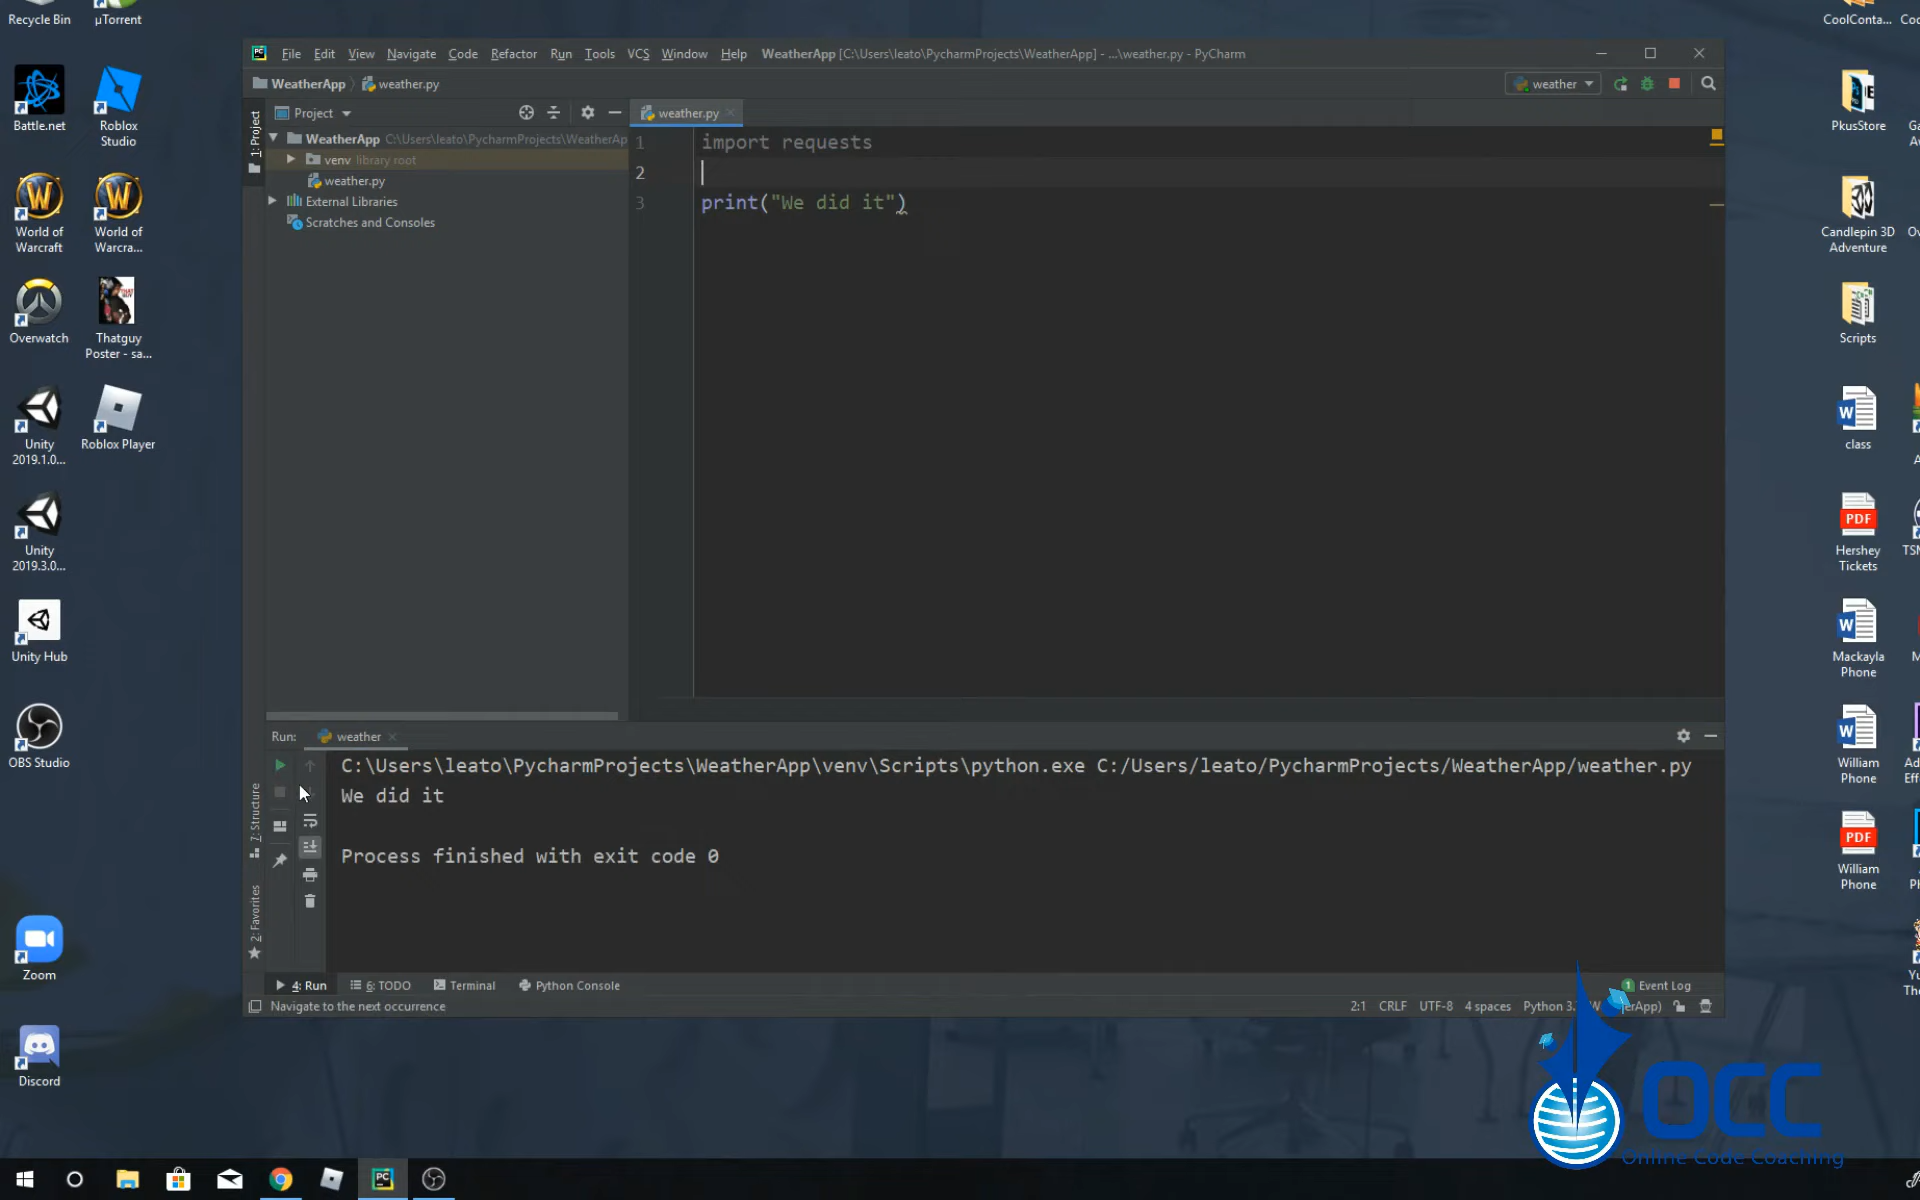 Recycle Bin
µTorrent
Battle.net
Roblox
Studio
World of
Warcraft
World of
Warcra...
Overwatch
Thatguy
Poster - sa...
Unity
2019.1.0...
Roblox Player
Unity
2019.3.0...
Unity Hub
OBS Studio
Zoom
Discord
File Edit View Navigate Code Refactor Run Tools VCS Window Help WeatherApp [C:\Users\leato\PycharmProjects\WeatherApp] - ...\weather.py - PyCharm
WeatherApp weather.py
weather
Project
weather.py
1: Project
WeatherApp C:\Users\leato\PycharmProjects\WeatherAp
venv library root
weather.py
External Libraries
Scratches and Consoles
1 import requests
2
3 print("We did it")
Run: weather
C:\Users\leato\PycharmProjects\WeatherApp\venv\Scripts\python.exe C:/Users/leato/PycharmProjects/WeatherApp/weather.py
We did it
Process finished with exit code 0
7: Structure
2: Favorites
4: Run 6: TODO Terminal Python Console
1 Event Log
Navigate to the next occurrence
2:1 CRLF UTF-8 4 spaces Python 3.
erApp)
CoolConta...
PkusStore
Candlepin 3D
Adventure
Scripts
class
PDF
Hershey
Tickets
Mackayla
Phone
William
Phone
PDF
William
Phone
OCC
Online Code Coaching